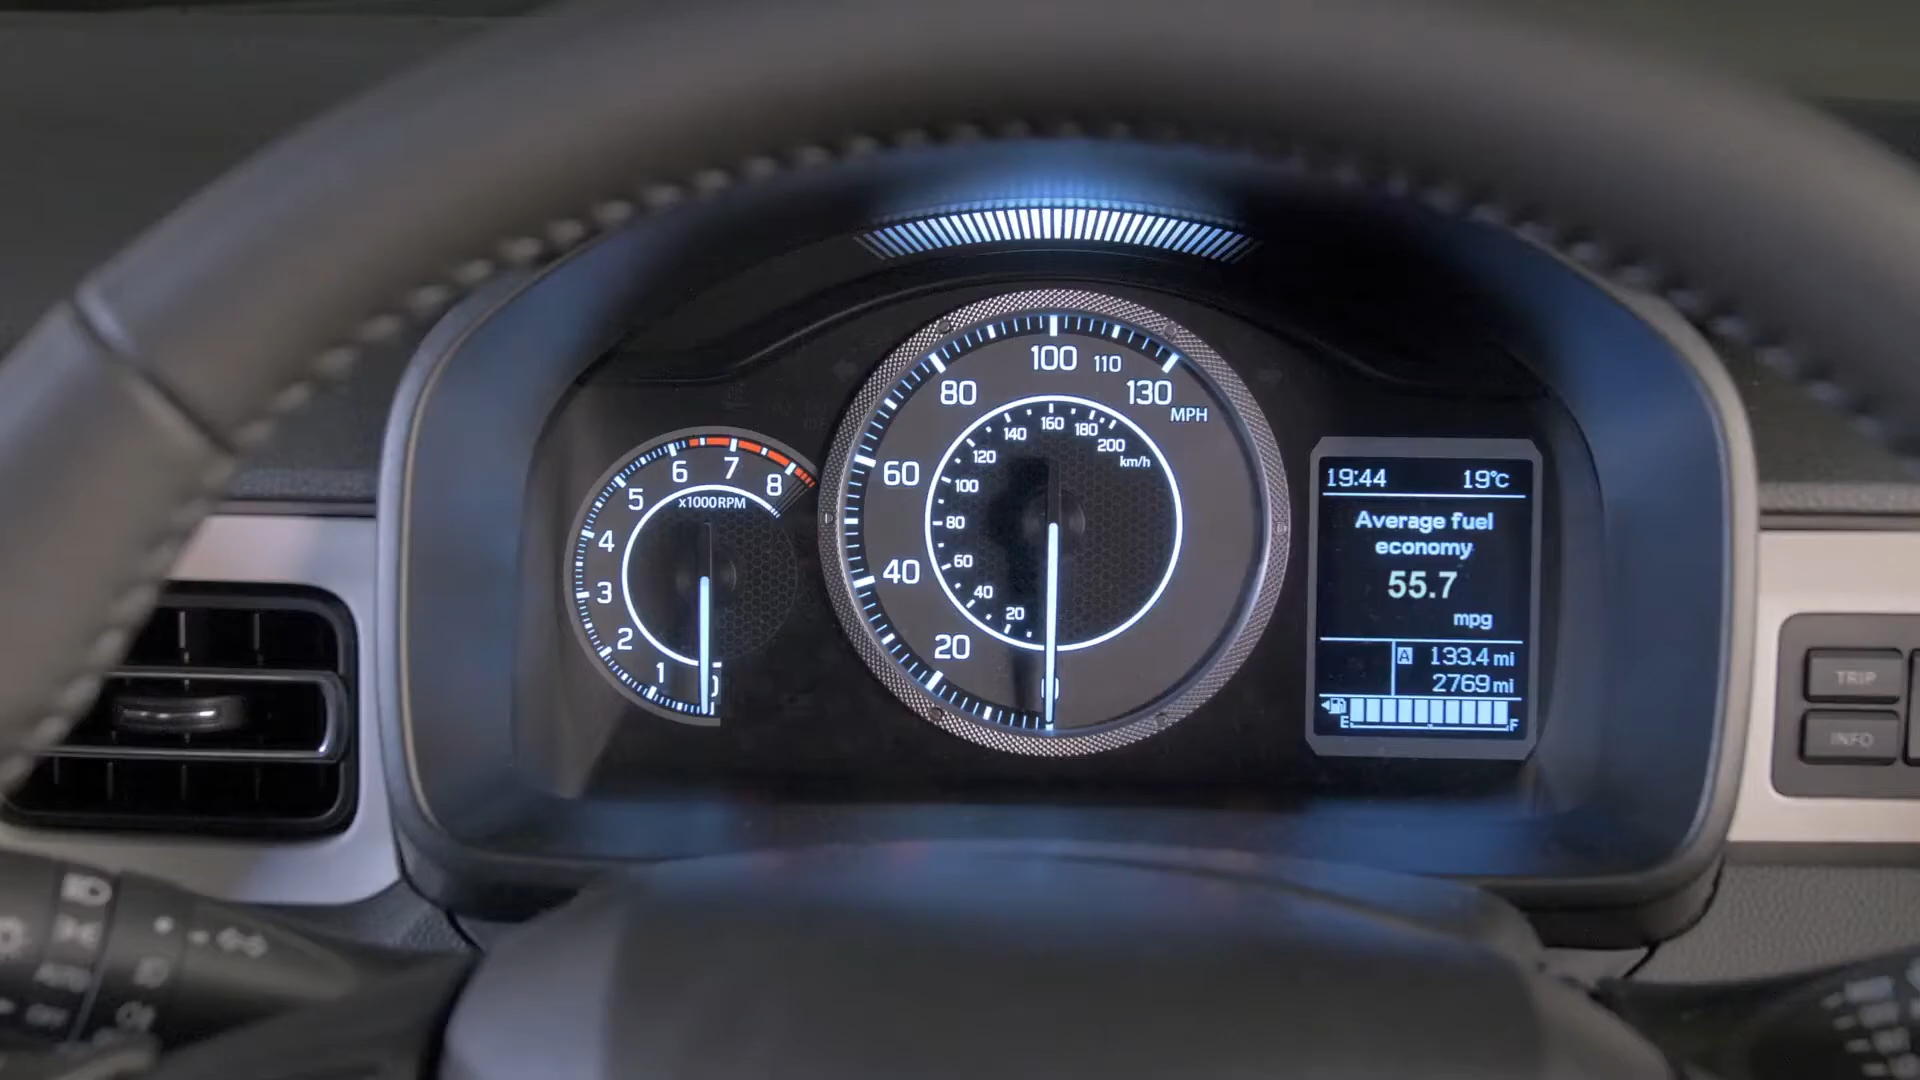 100
110
80
130
MPH
160
140
180
200
120
km/h
60
100
80
40
60
40
20
20
6
7
8
5
x1000RPM
4
3
2
1
0
19:44 19°C
Average fuel
economy
55.7
mpg
A 133.4 mi
2769 mi
E F
TRIP
INFO
AUTO
OFF